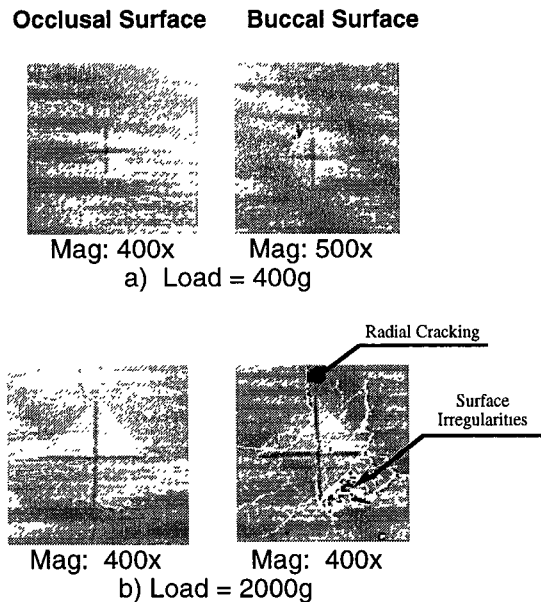 Occlusal Surface Buccal Surface
Mag: 400x Mag: 500x
a) Load = 400g
Radial Cracking
Surface
Irregularities
Mag: 400x Mag: 400x
b) Load = 2000g